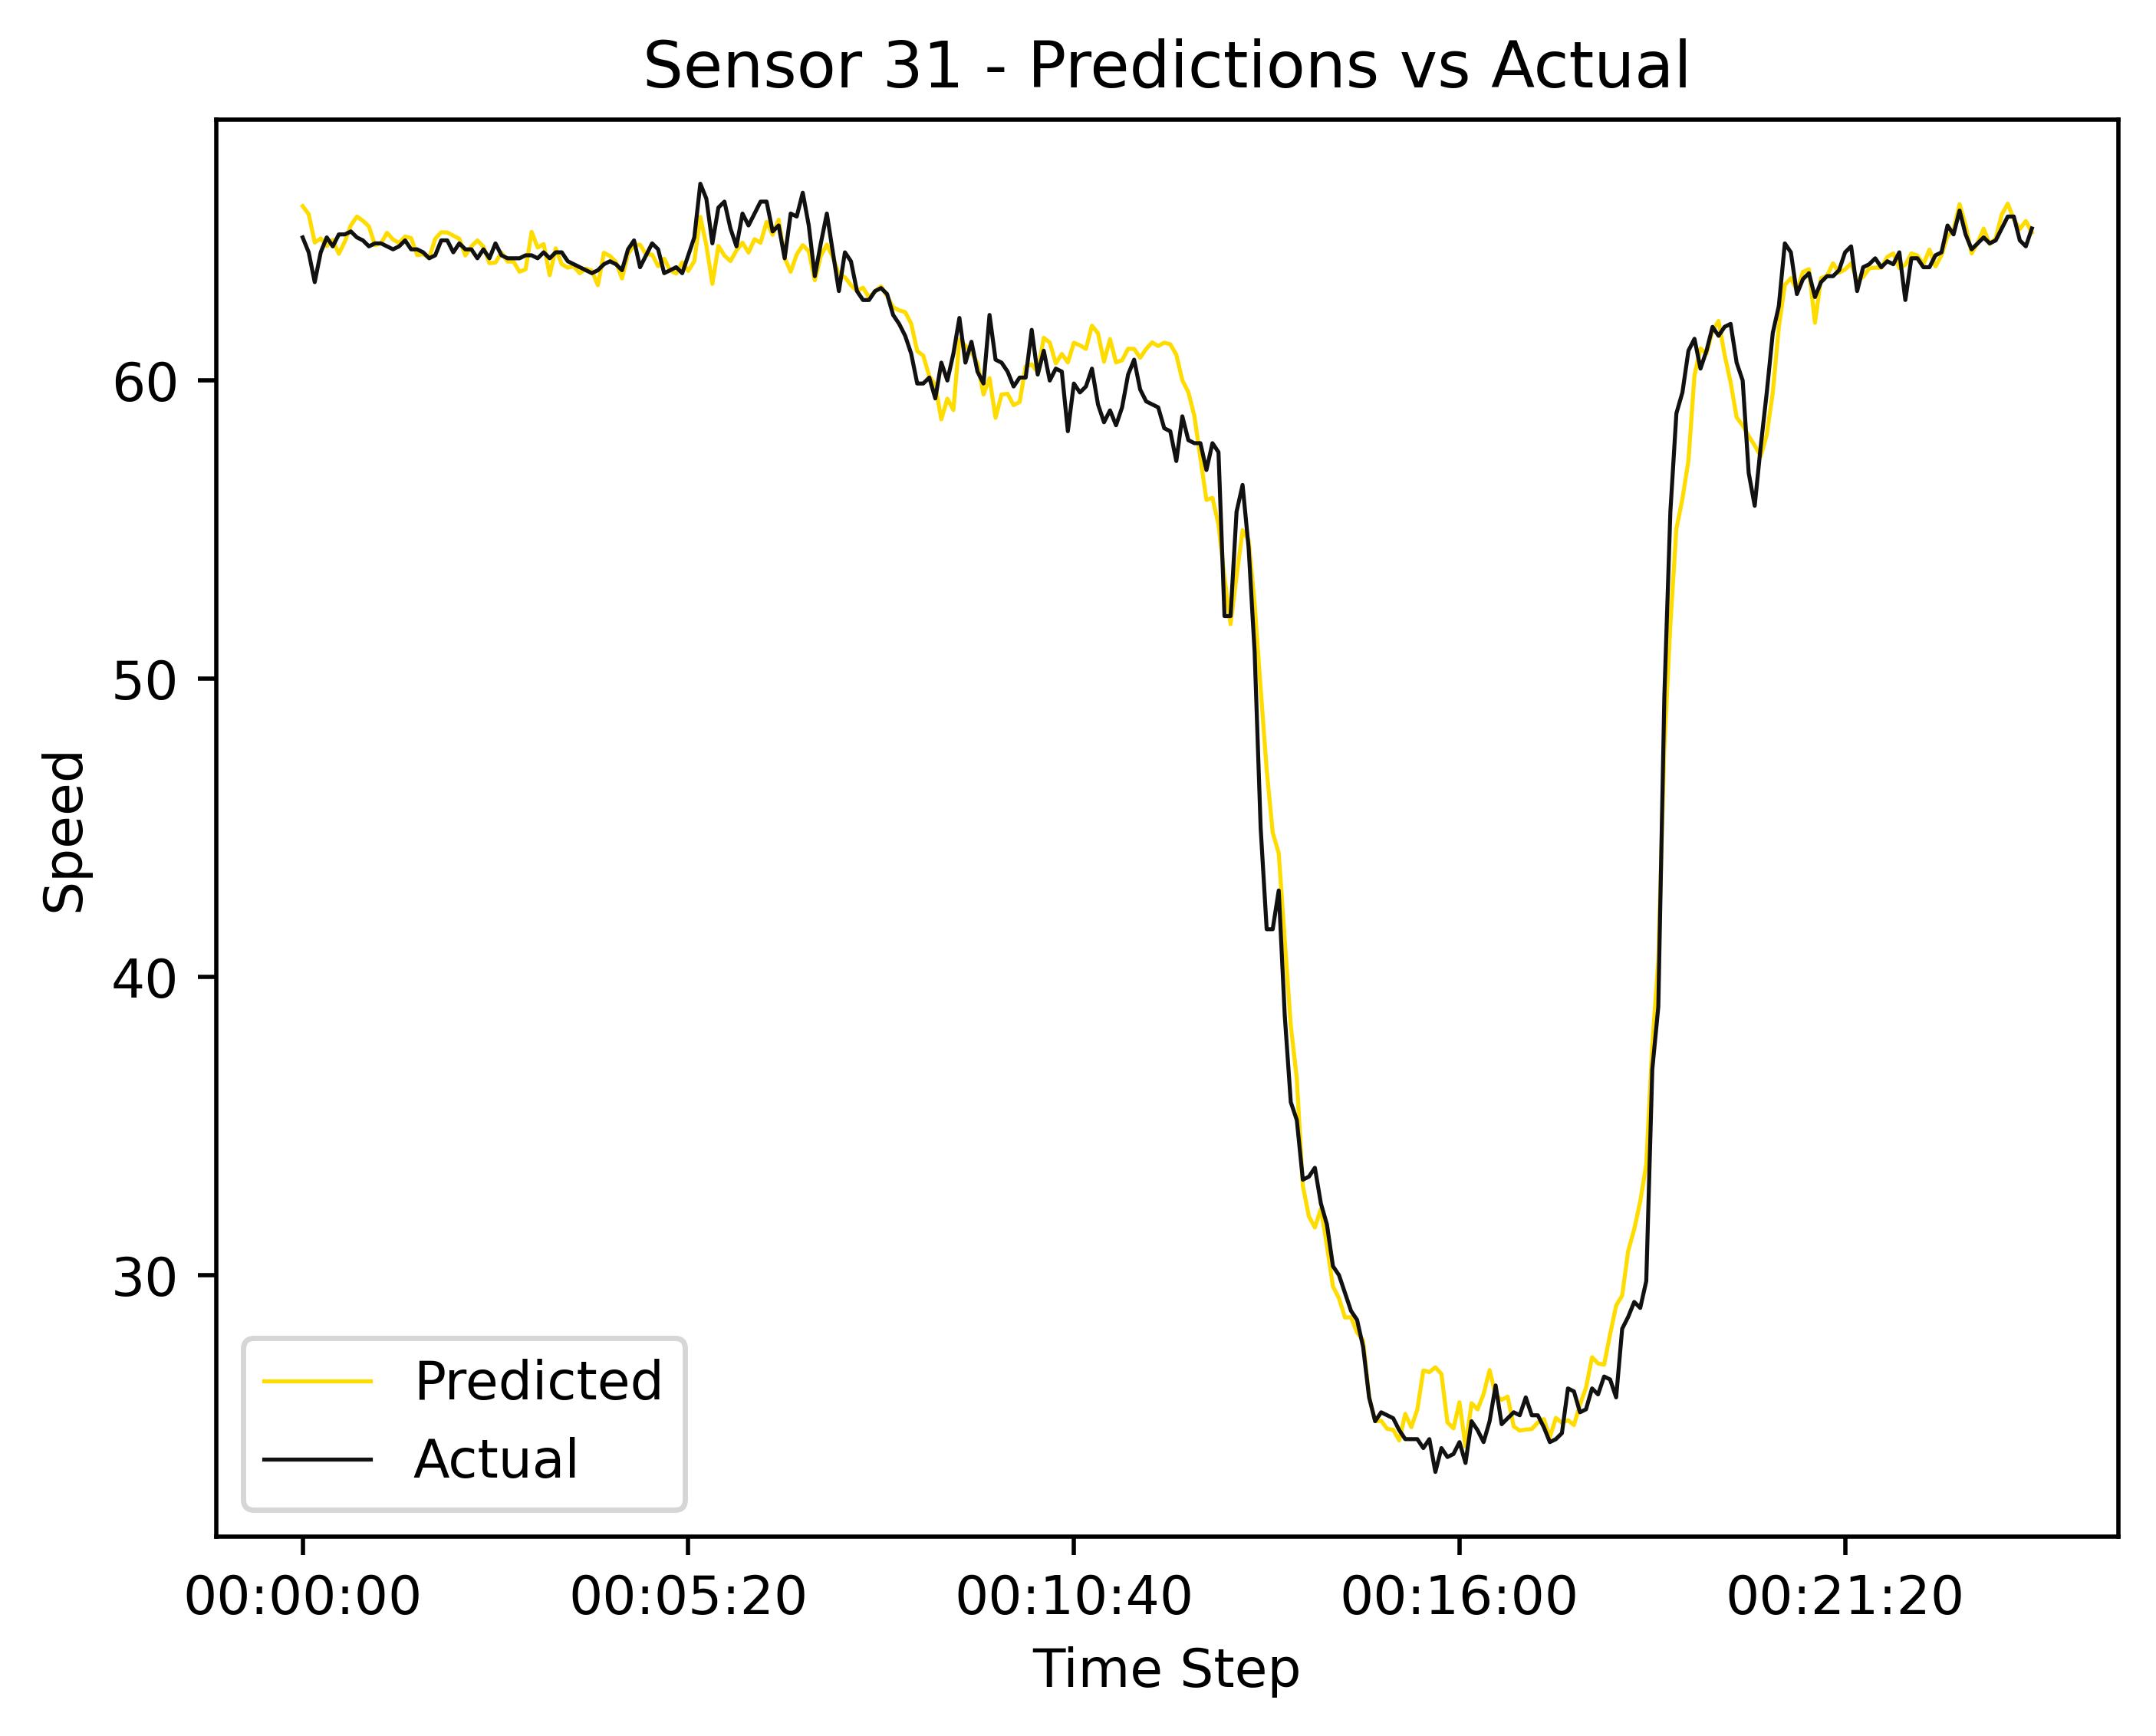 Sensor 31 - Predictions vs Actual
60
50
40
30
Speed
Predicted
Actual
00:00:00 00:05:20 00:10:40 00:16:00 00:21:20
Time Step